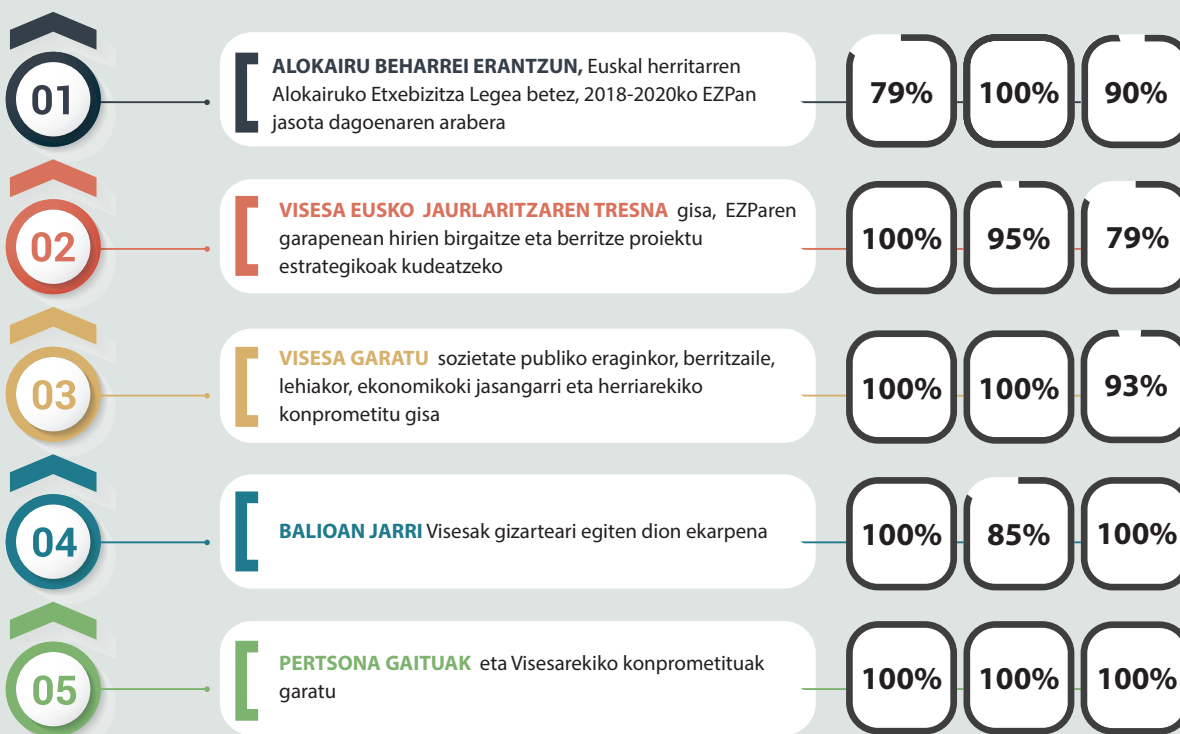 01
ALOKAIRU BEHARREI ERANTZUN, Euskal herritarren
Alokairuko Etxebizitza Legea betez, 2018-2020ko EZPan
jasota dagoenaren arabera
79% 100% 90%
02
VISESA EUSKO JAURLARITZAREN TRESNA gisa, EZParen
garapenean hirien birgaitze eta berritze proiektu
estrategikoak kudeatzeko
100% 95% 79%
03
VISESA GARATU sozietate publiko eraginkor, berritzaile,
lehiakor, ekonomikoki jasangarri eta herriarekiko
konprometitu gisa
100% 100% 93%
04
BALIOAN JARRI Visesak gizarteari egiten dion ekarpena
100% 85% 100%
05
PERTSONA GAITUAK eta Visesarekiko konprometituak
garatu
100% 100% 100%